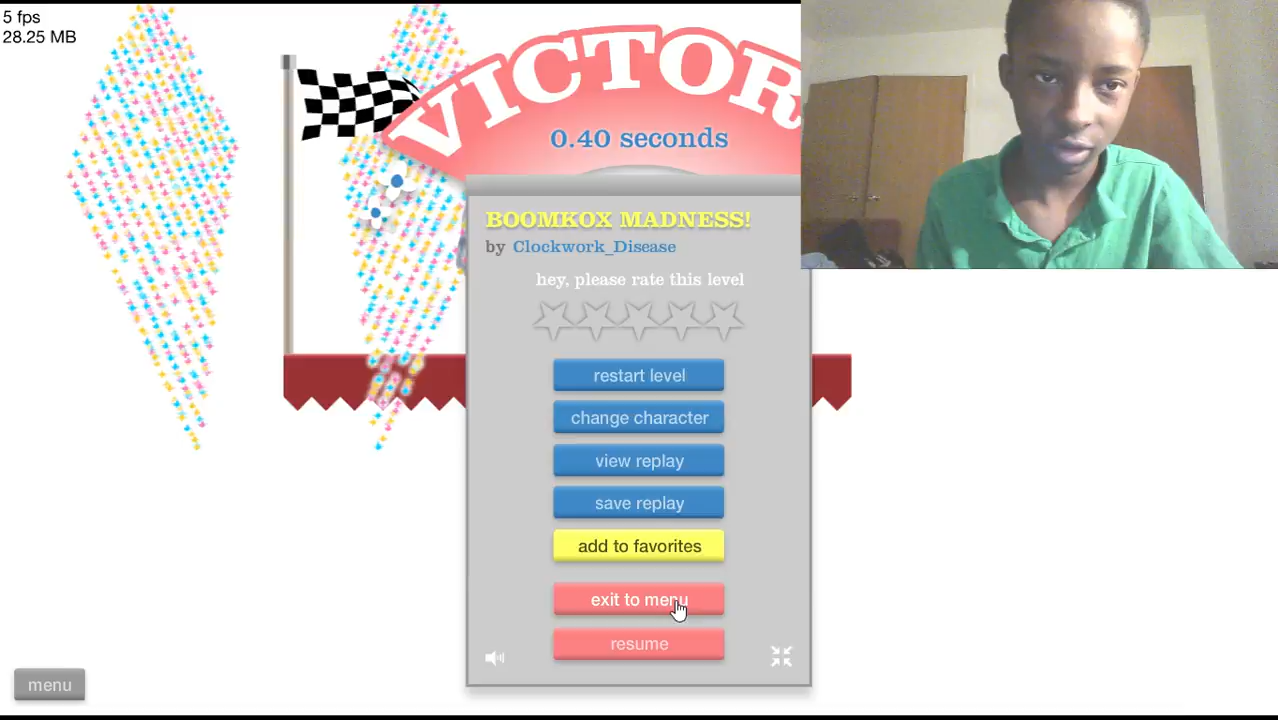 5 fps
28.25 MB
VICTOR
0.40 seconds
BOOMKOX MADNESS!
by Clockwork_Disease
hey, please rate this level
restart level
change character
view replay
save replay
add to favorites
exit to menu
resume
menu